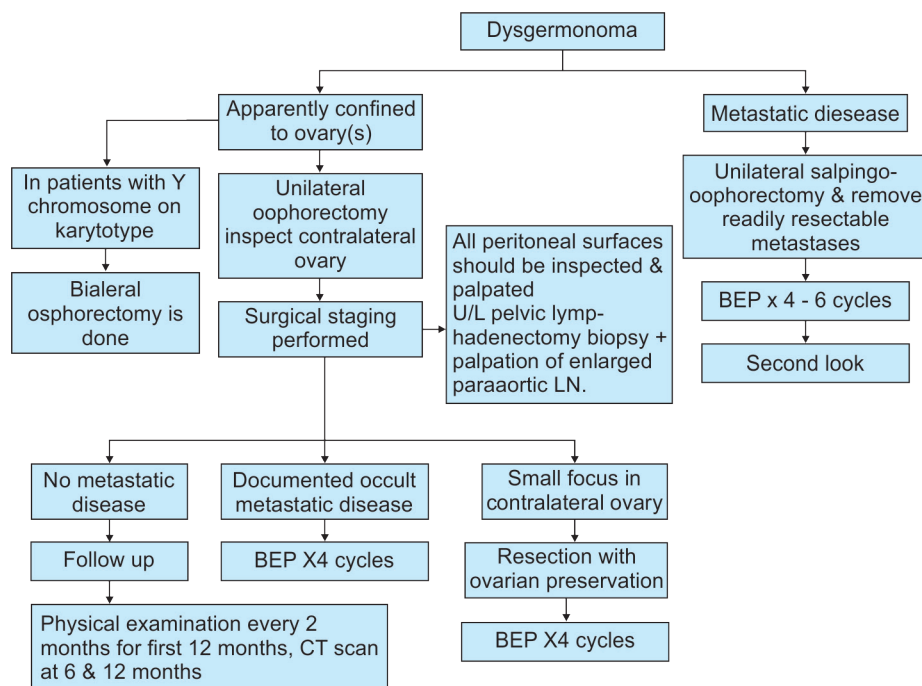 Dysgermonoma
Apparently confined
to ovary(s)
Metastatic diesease
In patients with Y
chromosome on
karytotype
Unilateral
oophorectomy
inspect contralateral
ovary
Unilateral salpingo-
oophorectomy & remove
readily resectable
metastases
All peritoneal surfaces
should be inspected &
palpated
U/L pelvic lymp-
hadenectomy biopsy +
palpation of enlarged
paraaortic LN.
Bialeral
osphorectomy is
done
Surgical staging
performed
BEP x 4 - 6 cycles
Second look
No metastatic
disease
Documented occult
metastatic disease
Small focus in
contralateral ovary
Follow up
BEP X4 cycles
Resection with
ovarian preservation
Physical examination every 2
months for first 12 months, CT scan
at 6 & 12 months
BEP X4 cycles